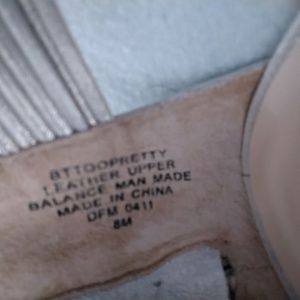 BTTOOPRETTY
LEATHER UPPER
BALANCE MAN MADE
MADE IN CHINA
DFM 0411
8M